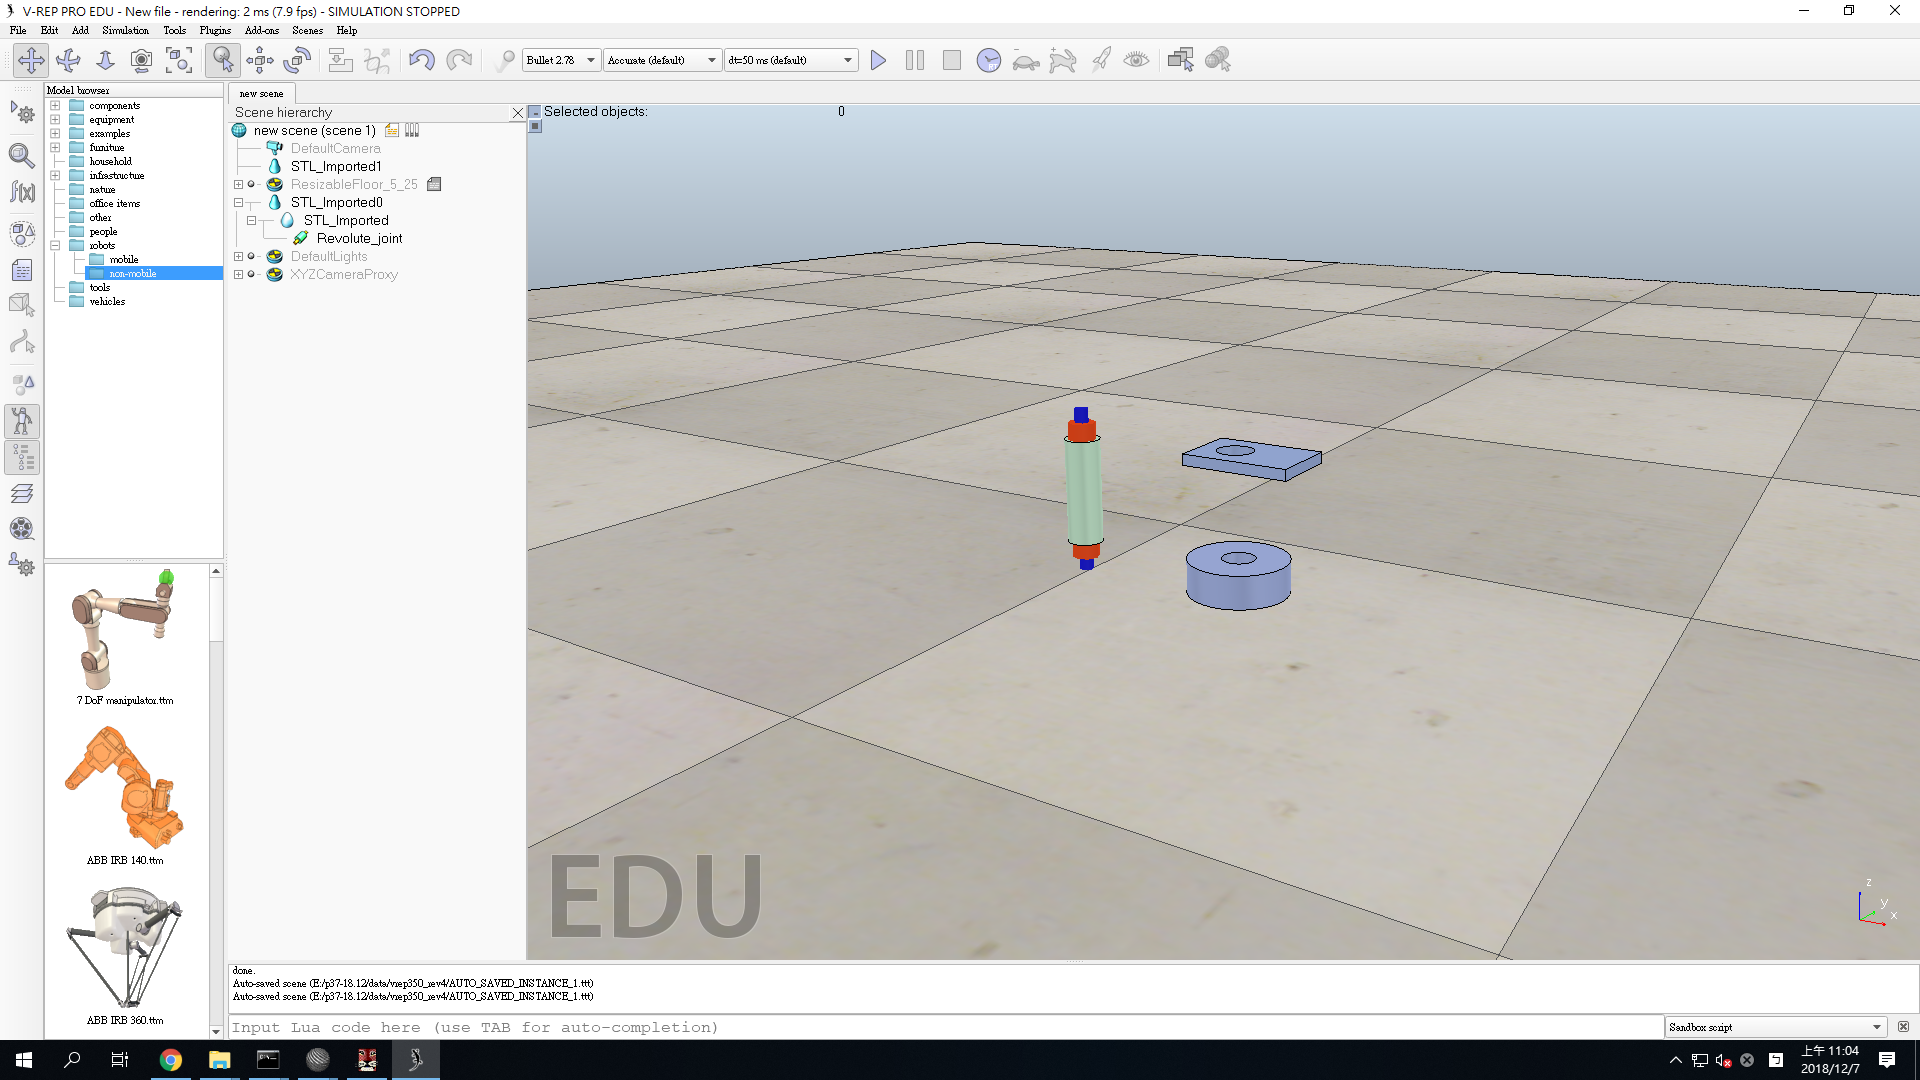 V-REP PRO EDU - New file - rendering: 2 ms (7.9 fps) - SIMULATION STOPPED
File Edit Add Simulation Tools Plugins Add-ons Scenes Help
Bullet 2.78 Accurate (default) dt=50 ms (default)
Model browser
components
equipment
examples
furniture
household
infrastructure
nature
office items
other
people
robots
mobile
non-mobile
tools
vehicles
7 DoF manipulator.ttm
ABB IRB 140.ttm
ABB IRB 360.ttm
new scene
Scene hierarchy
new scene (scene 1)
DefaultCamera
STL_Imported1
ResizableFloor_5_25
STL_Imported0
STL_Imported
Revolute_joint
DefaultLights
XYZCameraProxy
Selected objects: 0
EDU
z
y
x
done.
Auto-saved scene (E:/p37-18.12/data/vrep350_rev4/AUTO_SAVED_INSTANCE_1.ttt)
Auto-saved scene (E:/p37-18.12/data/vrep350_rev4/AUTO_SAVED_INSTANCE_1.ttt)
Input Lua code here (use TAB for auto-completion)
Sandbox script
上午 11:04
2018/12/7